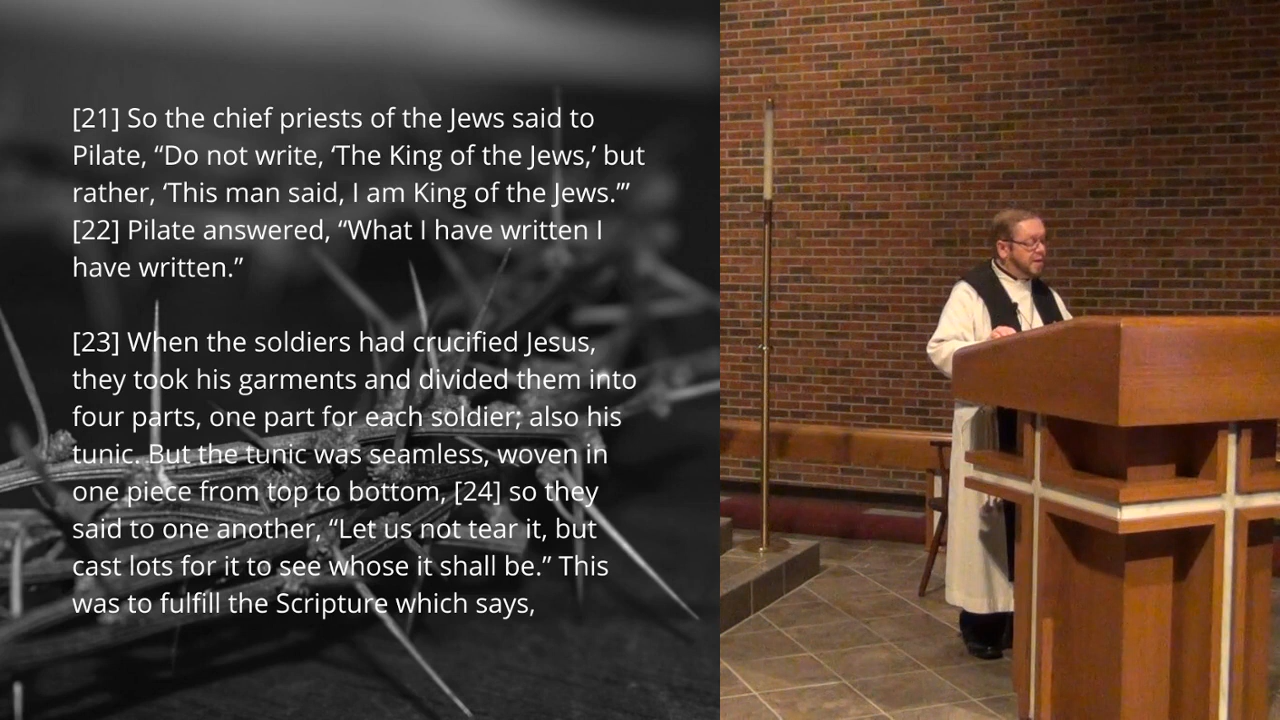 [21] So the chief priests of the Jews said to
Pilate, “Do not write, ‘The King of the Jews,’ but
rather, ‘This man said, I am King of the Jews.’”
[22] Pilate answered, “What I have written I
have written.”
[23] When the soldiers had crucified Jesus,
they took his garments and divided them into
four parts, one part for each soldier; also his
tunic. But the tunic was seamless, woven in
one piece from top to bottom, [24] so they
said to one another, “Let us not tear it, but
cast lots for it to see whose it shall be.” This
was to fulfill the Scripture which says,